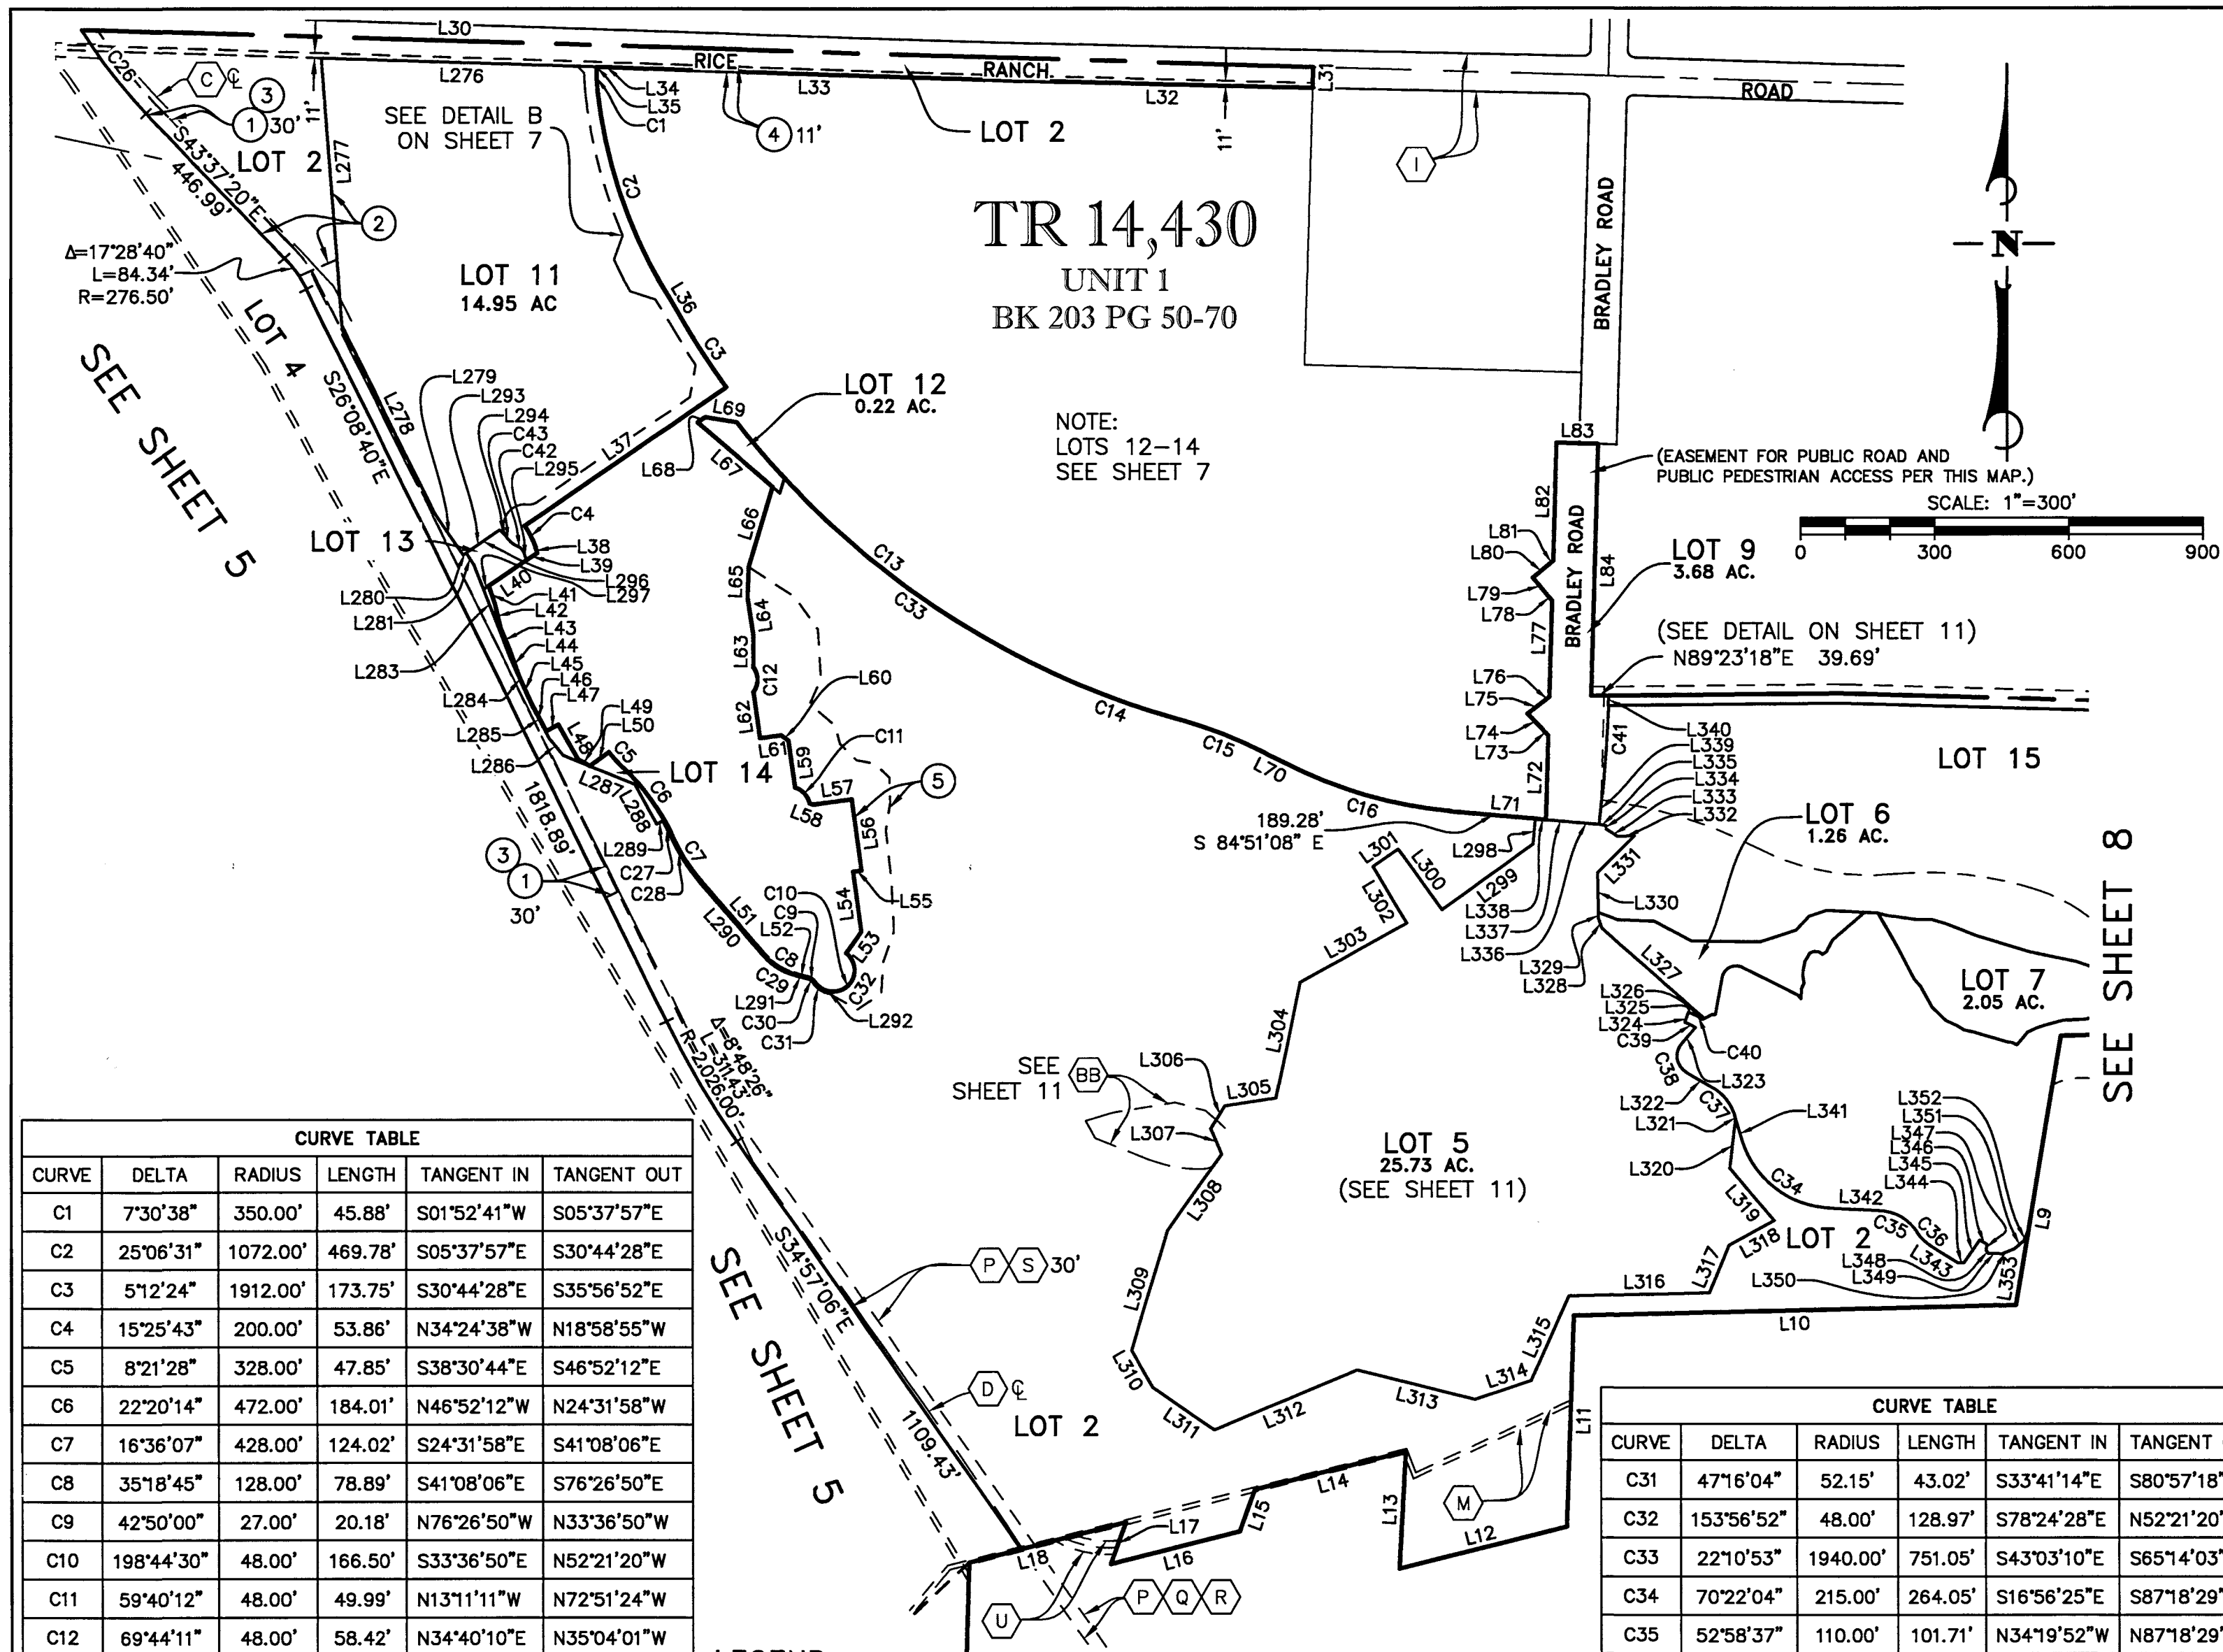 L30
RICE
RANCH
L31
L276
L33
L32
ROAD
C26
C
℄
3
1
30'
11'
S43°37'20"E
446.99'
LOT 2
L277
2
SEE DETAIL B
ON SHEET 7
L34
L35
C1
C2
4
11'
LOT 2
11'
I
TR 14,430
UNIT 1
BK 203 PG 50-70
BRADLEY ROAD
N
Δ=17°28'40"
L=84.34'
R=276.50'
LOT 11
14.95 AC
L36
C3
LOT 4
SEE SHEET 5
S26°08'40"E
L278
L279
L293
L294
C43
C42
L295
L37
L69
L68
L67
LOT 12
0.22 AC.
NOTE:
LOTS 12-14
SEE SHEET 7
L83
(EASEMENT FOR PUBLIC ROAD AND
PUBLIC PEDESTRIAN ACCESS PER THIS MAP.)
SCALE: 1"=300'
0
300
600
900
L82
L81
L80
L79
L78
L77
BRADLEY ROAD
L84
LOT 9
3.68 AC.
(SEE DETAIL ON SHEET 11)
N89°23'18"E 39.69'
LOT 13
C4
L38
L39
L40
L296
L297
L280
L281
L41
L42
L43
L44
L283
L45
L46
L47
L284
L285
L286
L48
L49
L50
C5
L287
L288
LOT 14
C6
L289
C27
C28
C7
L66
L65
L64
L63
C12
L62
L61
L60
L59
C11
L57
L58
5
L56
L55
L54
L53
C13
C33
C14
C15
L70
C16
L71
L76
L75
L74
L73
L72
C41
L340
L339
L335
L334
L333
L332
LOT 15
LOT 6
1.26 AC.
SEE SHEET 8
1818.89'
3
1
30'
C10
C9
L52
L51
L290
C8
C29
L291
C30
C31
C32
L292
189.28'
S 84°51'08" E
L298
L301
L300
L299
L302
L303
L338
L337
L336
L331
L330
L329
L328
L327
L326
L325
L324
C39
C40
LOT 7
2.05 AC.
Δ=8°48'26"
L=311.43'
R=2,026.00'
SEE
SHEET 11
BB
L306
L305
L304
L307
L308
LOT 5
25.73 AC.
(SEE SHEET 11)
C38
L323
L322
C37
L321
L341
L320
C34
L342
L319
L318
LOT 2
C35
C36
L343
L352
L351
L347
L346
L345
L344
L348
L349
L350
L353
L9
L317
L316
L10
L315
L314
L313
L312
L311
L310
L309
L11
SEE SHEET 5
S34°57'06"E
1109.43'
P
S
30'
D
℄
LOT 2
L18
L17
L16
L15
L14
L13
L12
M
U
P
Q
R
CURVE TABLE
CURVE DELTA RADIUS LENGTH TANGENT IN TANGENT OUT
C1 7°30'38" 350.00' 45.88' S01°52'41"W S05°37'57"E
C2 25°06'31" 1072.00' 469.78' S05°37'57"E S30°44'28"E
C3 5°12'24" 1912.00' 173.75' S30°44'28"E S35°56'52"E
C4 15°25'43" 200.00' 53.86' N34°24'38"W N18°58'55"W
C5 8°21'28" 328.00' 47.85' S38°30'44"E S46°52'12"E
C6 22°20'14" 472.00' 184.01' N46°52'12"W N24°31'58"W
C7 16°36'07" 428.00' 124.02' S24°31'58"E S41°08'06"E
C8 35°18'45" 128.00' 78.89' S41°08'06"E S76°26'50"E
C9 42°50'00" 27.00' 20.18' N76°26'50"W N33°36'50"W
C10 198°44'30" 48.00' 166.50' S33°36'50"E N52°21'20"W
C11 59°40'12" 48.00' 49.99' N13°11'11"W N72°51'24"W
C12 69°44'11" 48.00' 58.42' N34°40'10"E N35°04'01"W
CURVE TABLE
CURVE DELTA RADIUS LENGTH TANGENT IN TANGENT
C31 47°16'04" 52.15' 43.02' S33°41'14"E S80°57'18"
C32 153°56'52" 48.00' 128.97' S78°24'28"E N52°21'20"
C33 22°10'53" 1940.00' 751.05' S43°03'10"E S65°14'03"
C34 70°22'04" 215.00' 264.05' S16°56'25"E S87°18'29"
C35 52°58'37" 110.00' 101.71' N34°19'52"W N87°18'29"